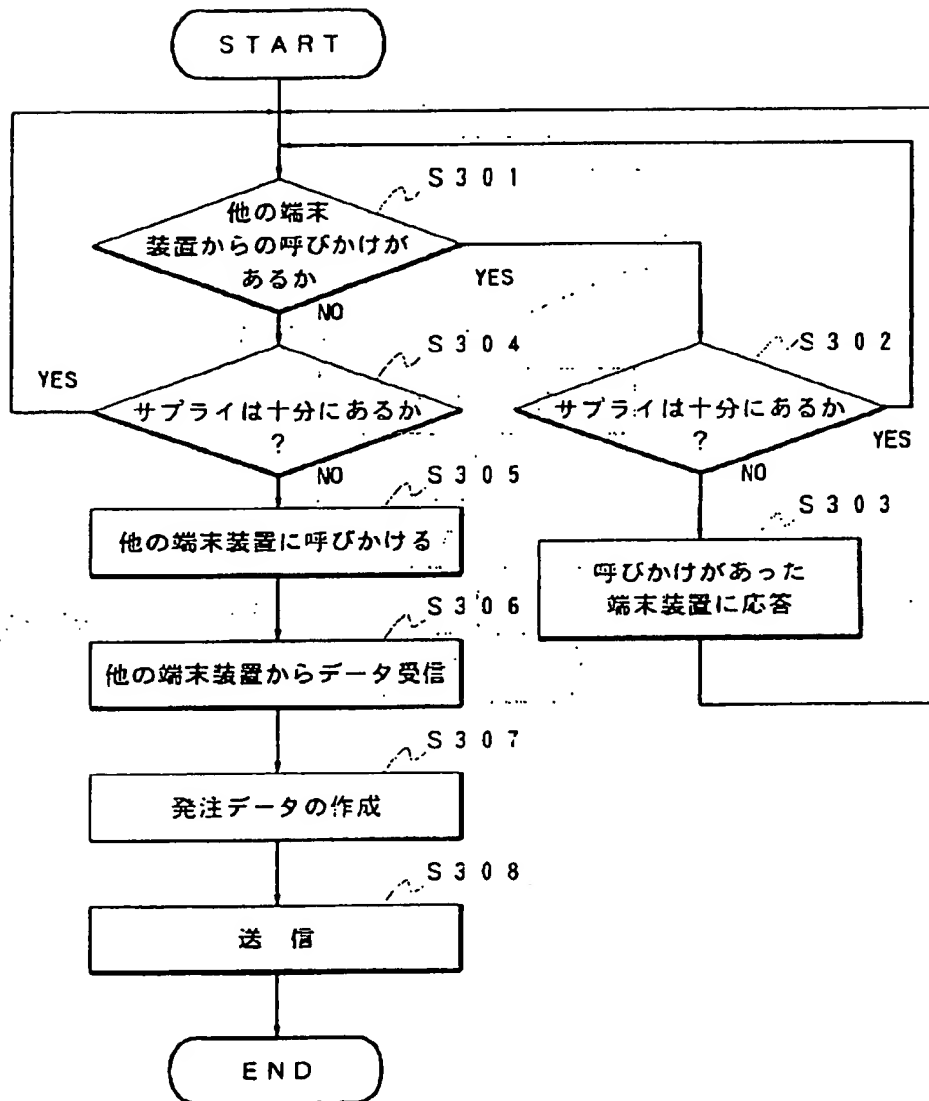 START
S301
他の端末
装置からの呼びかけが
あるか
YES
NO
S304
S302
YES
サプライは十分にあるか
?
NO
サプライは十分にあるか
?
YES
NO
S305
S303
他の端末装置に呼びかける
呼びかけがあった
端末装置に応答
S306
他の端末装置からデータ受信
S307
発注データの作成
S308
送信
END